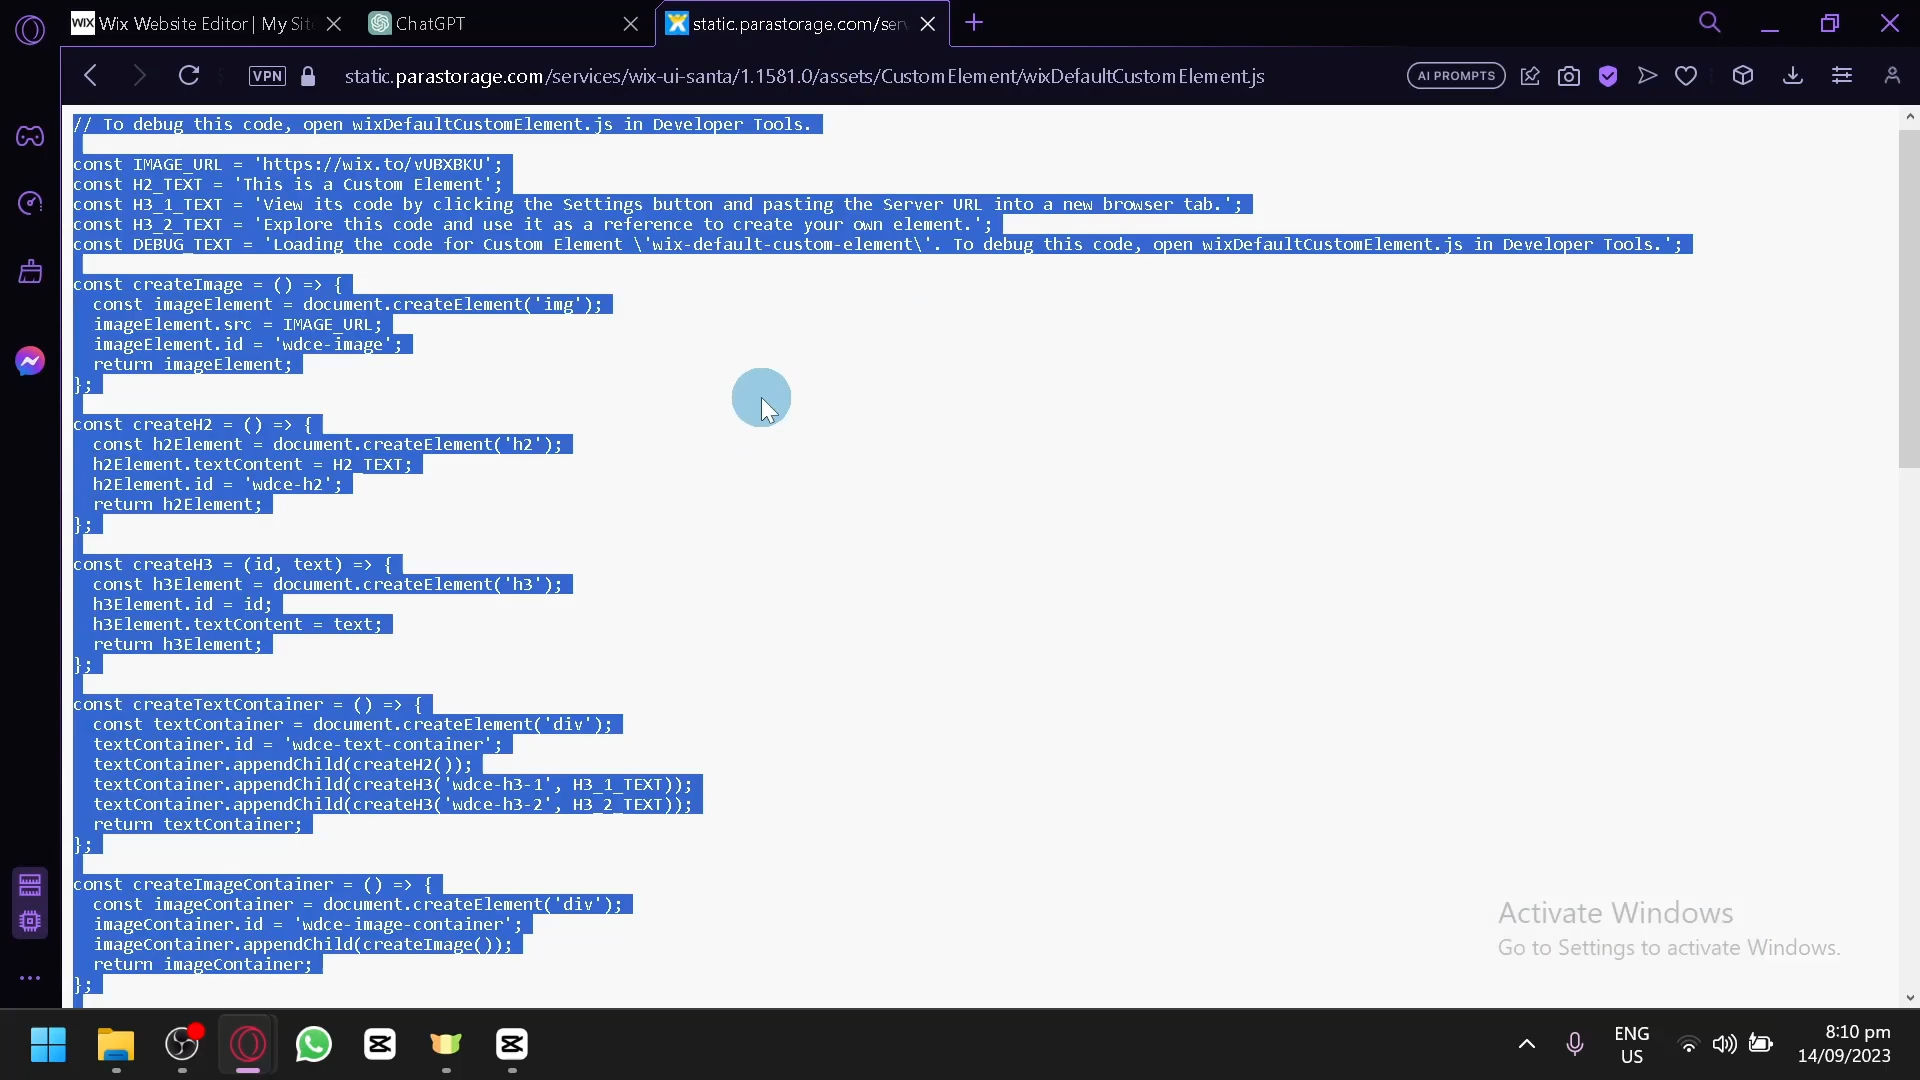 WIX Wix Website Editor | My Site
ChatGPT
static.parastorage.com/serv
VPN
static.parastorage.com/services/wix-ui-santa/1.1581.0/assets/CustomElement/wixDefaultCustomElement.js
AI PROMPTS
// To debug this code, open wixDefaultCustomElement.js in Developer Tools.
const IMAGE_URL = 'https://wix.to/vUBXBKU';
const H2_TEXT = 'This is a Custom Element';
const H3_1_TEXT = 'View its code by clicking the Settings button and pasting the Server URL into a new browser tab.';
const H3_2_TEXT = 'Explore this code and use it as a reference to create your own element.';
const DEBUG_TEXT = 'Loading the code for Custom Element \'wix-default-custom-element\'. To debug this code, open wixDefaultCustomElement.js in Developer Tools.';
const createImage = () => {
const imageElement = document.createElement('img');
imageElement.src = IMAGE_URL;
imageElement.id = 'wdce-image';
return imageElement;
};
const createH2 = () => {
const h2Element = document.createElement('h2');
h2Element.textContent = H2_TEXT;
h2Element.id = 'wdce-h2';
return h2Element;
};
const createH3 = (id, text) => {
const h3Element = document.createElement('h3');
h3Element.id = id;
h3Element.textContent = text;
return h3Element;
};
const createTextContainer = () => {
const textContainer = document.createElement('div');
textContainer.id = 'wdce-text-container';
textContainer.appendChild(createH2());
textContainer.appendChild(createH3('wdce-h3-1', H3_1_TEXT));
textContainer.appendChild(createH3('wdce-h3-2', H3_2_TEXT));
return textContainer;
};
const createImageContainer = () => {
const imageContainer = document.createElement('div');
imageContainer.id = 'wdce-image-container';
imageContainer.appendChild(createImage());
return imageContainer;
};
Activate Windows
Go to Settings to activate Windows.
ENG
US
8:10 pm
14/09/2023